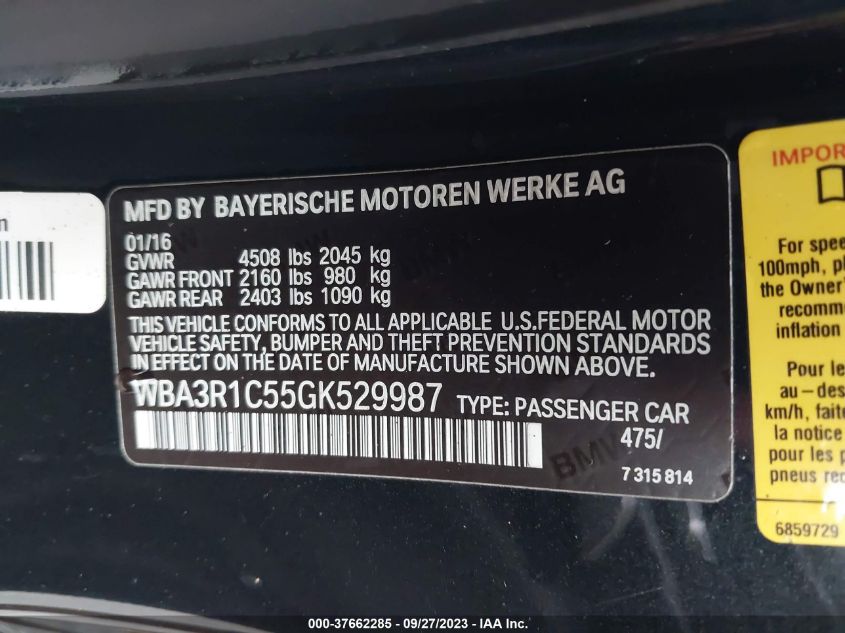 n
MFD BY BAYERISCHE MOTOREN WERKE AG
01/16
GVWR 4508 lbs 2045 kg
GAWR FRONT 2160 lbs 980 kg
GAWR REAR 2403 lbs 1090 kg
THIS VEHICLE CONFORMS TO ALL APPLICABLE U.S.FEDERAL MOTOR
VEHICLE SAFETY, BUMPER AND THEFT PREVENTION STANDARDS
IN EFFECT ON THE DATE OF MANUFACTURE SHOWN ABOVE.
WBA3R1C55GK529987 TYPE: PASSENGER CAR
475/
BMW
7 315 814
IMPOR
For spee
100mph, pl
the Owner'
recomm
inflation
Pour le
au-des
km/h, faite
la notice
pour les p
pneus rec
6859729
000-37662285 - 09/27/2023 - IAA Inc.